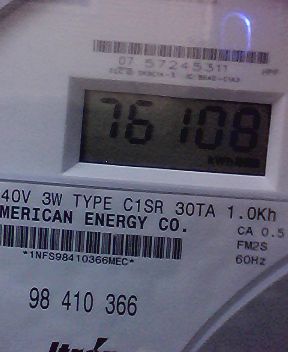 07 57245311
76108
kWh
40V 3W TYPE C1SR 30TA 1.0Kh
MERICAN ENERGY CO.
CA 0.5
FM2S
*1NFS98410366MEC*
60Hz
98 410 366
Itrón